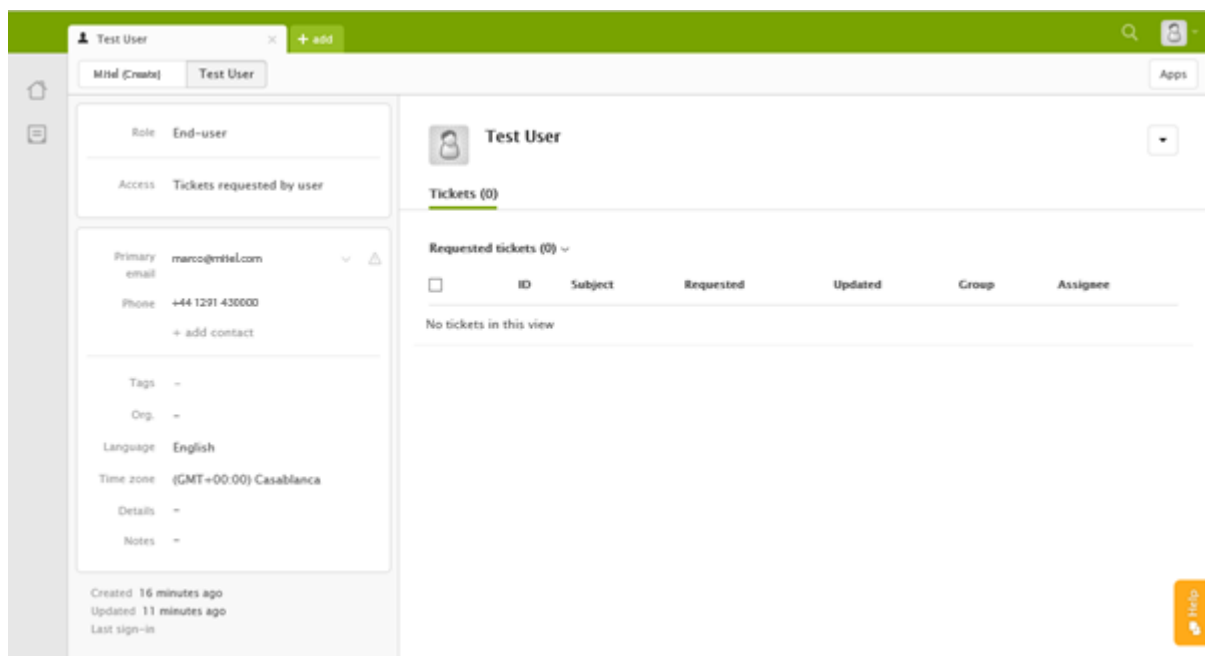 Test User × + add
Mitel (Create) Test User Apps
Role End-user
Access Tickets requested by user
Primary email marco@mitel.com
Phone +44 1291 430000
+ add contact
Tags -
Org. -
Language English
Time zone (GMT+00:00) Casablanca
Details -
Notes -
Created 16 minutes ago
Updated 11 minutes ago
Last sign-in
Test User
Tickets (0)
Requested tickets (0)
ID Subject Requested Updated Group Assignee
No tickets in this view
Help